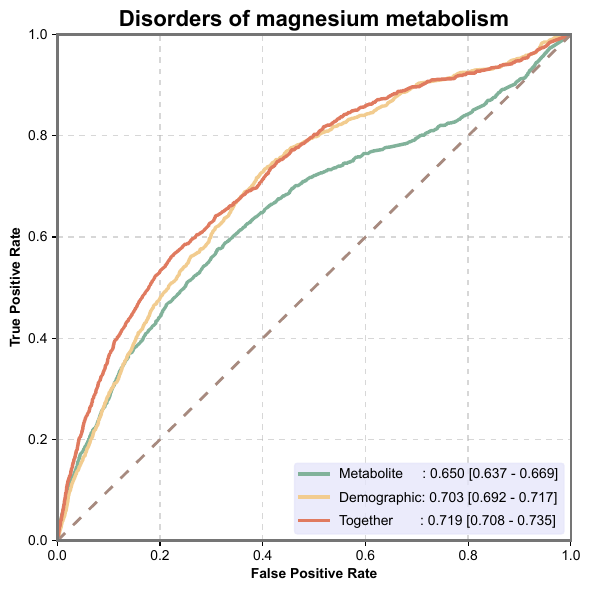 Disorders of magnesium metabolism
1.0
0.8
0.6
0.4
0.2
0.0
True Positive Rate
Metabolite : 0.650 [0.637 - 0.669]
Demographic: 0.703 [0.692 - 0.717]
Together : 0.719 [0.708 - 0.735]
0.0 0.2 0.4 0.6 0.8 1.0
False Positive Rate